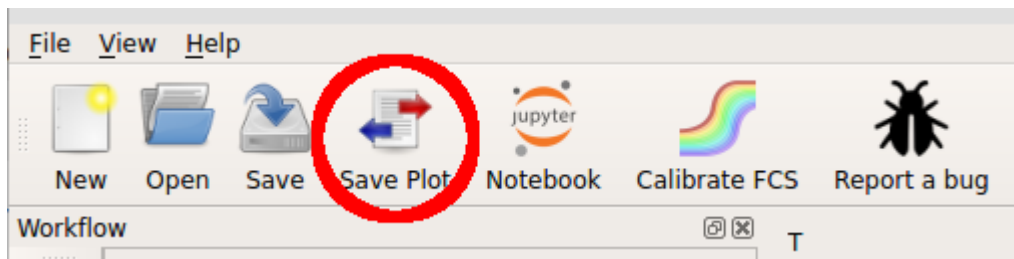 File View Help
jupyter
New Open Save Save Plot Notebook Calibrate FCS Report a bug
Workflow
T